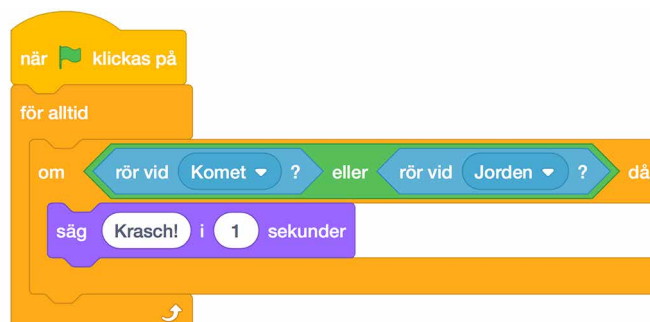 när klickas på
för alltid
om rör vid Komet ? eller rör vid Jorden ? då
säg Krasch! i 1 sekunder